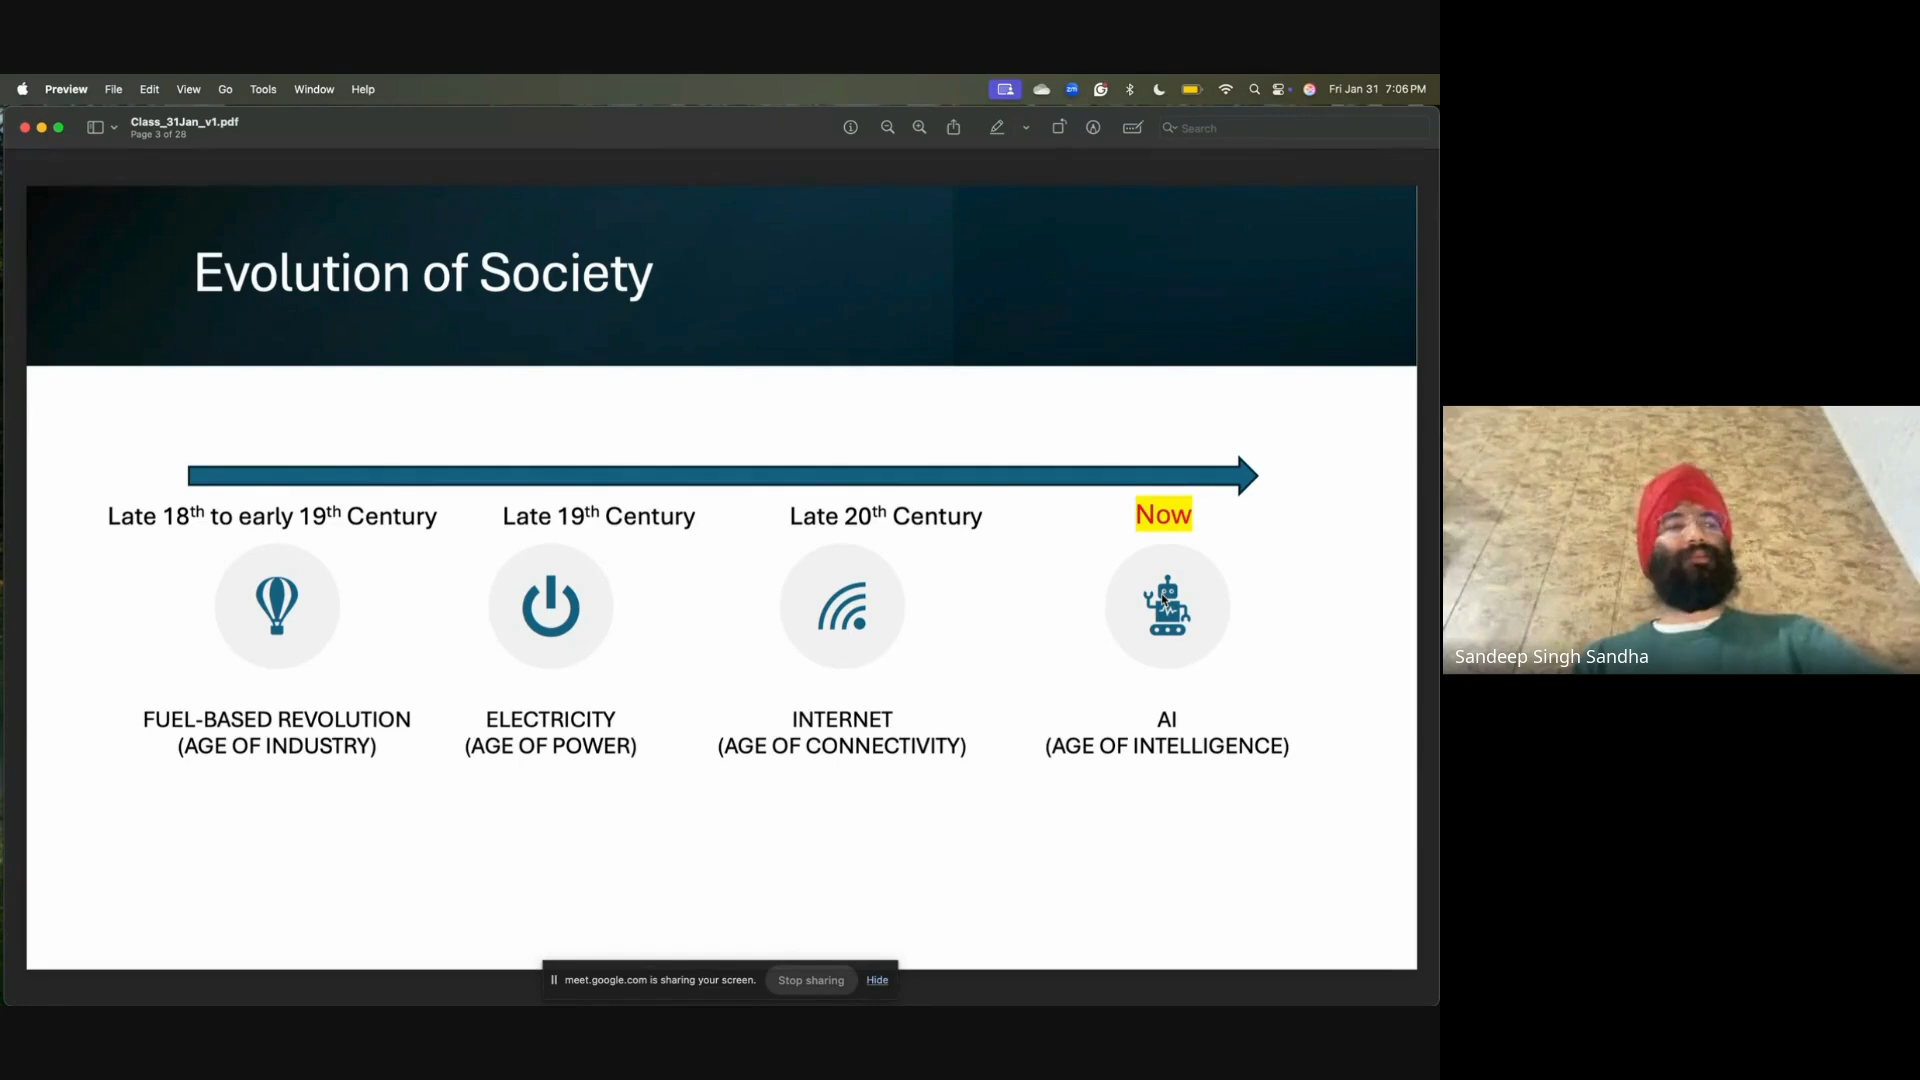 Preview File Edit View Go Tools Window Help
zm
Fri Jan 31 7:06 PM
Class_31Jan_v1.pdf
Page 3 of 28
Search
Evolution of Society
Late 18th to early 19th Century
Late 19th Century
Late 20th Century
Now
FUEL-BASED REVOLUTION
(AGE OF INDUSTRY)
ELECTRICITY
(AGE OF POWER)
INTERNET
(AGE OF CONNECTIVITY)
AI
(AGE OF INTELLIGENCE)
Sandeep Singh Sandha
meet.google.com is sharing your screen. Stop sharing Hide